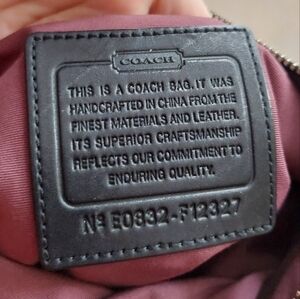 COACH
THIS IS A COACH BAG. IT WAS
HANDCRAFTED IN CHINA FROM THE
FINEST MATERIALS AND LEATHER.
ITS SUPERIOR CRAFTSMANSHIP
REFLECTS OUR COMMITMENT TO
ENDURING QUALITY.
Nº E0832-F12327